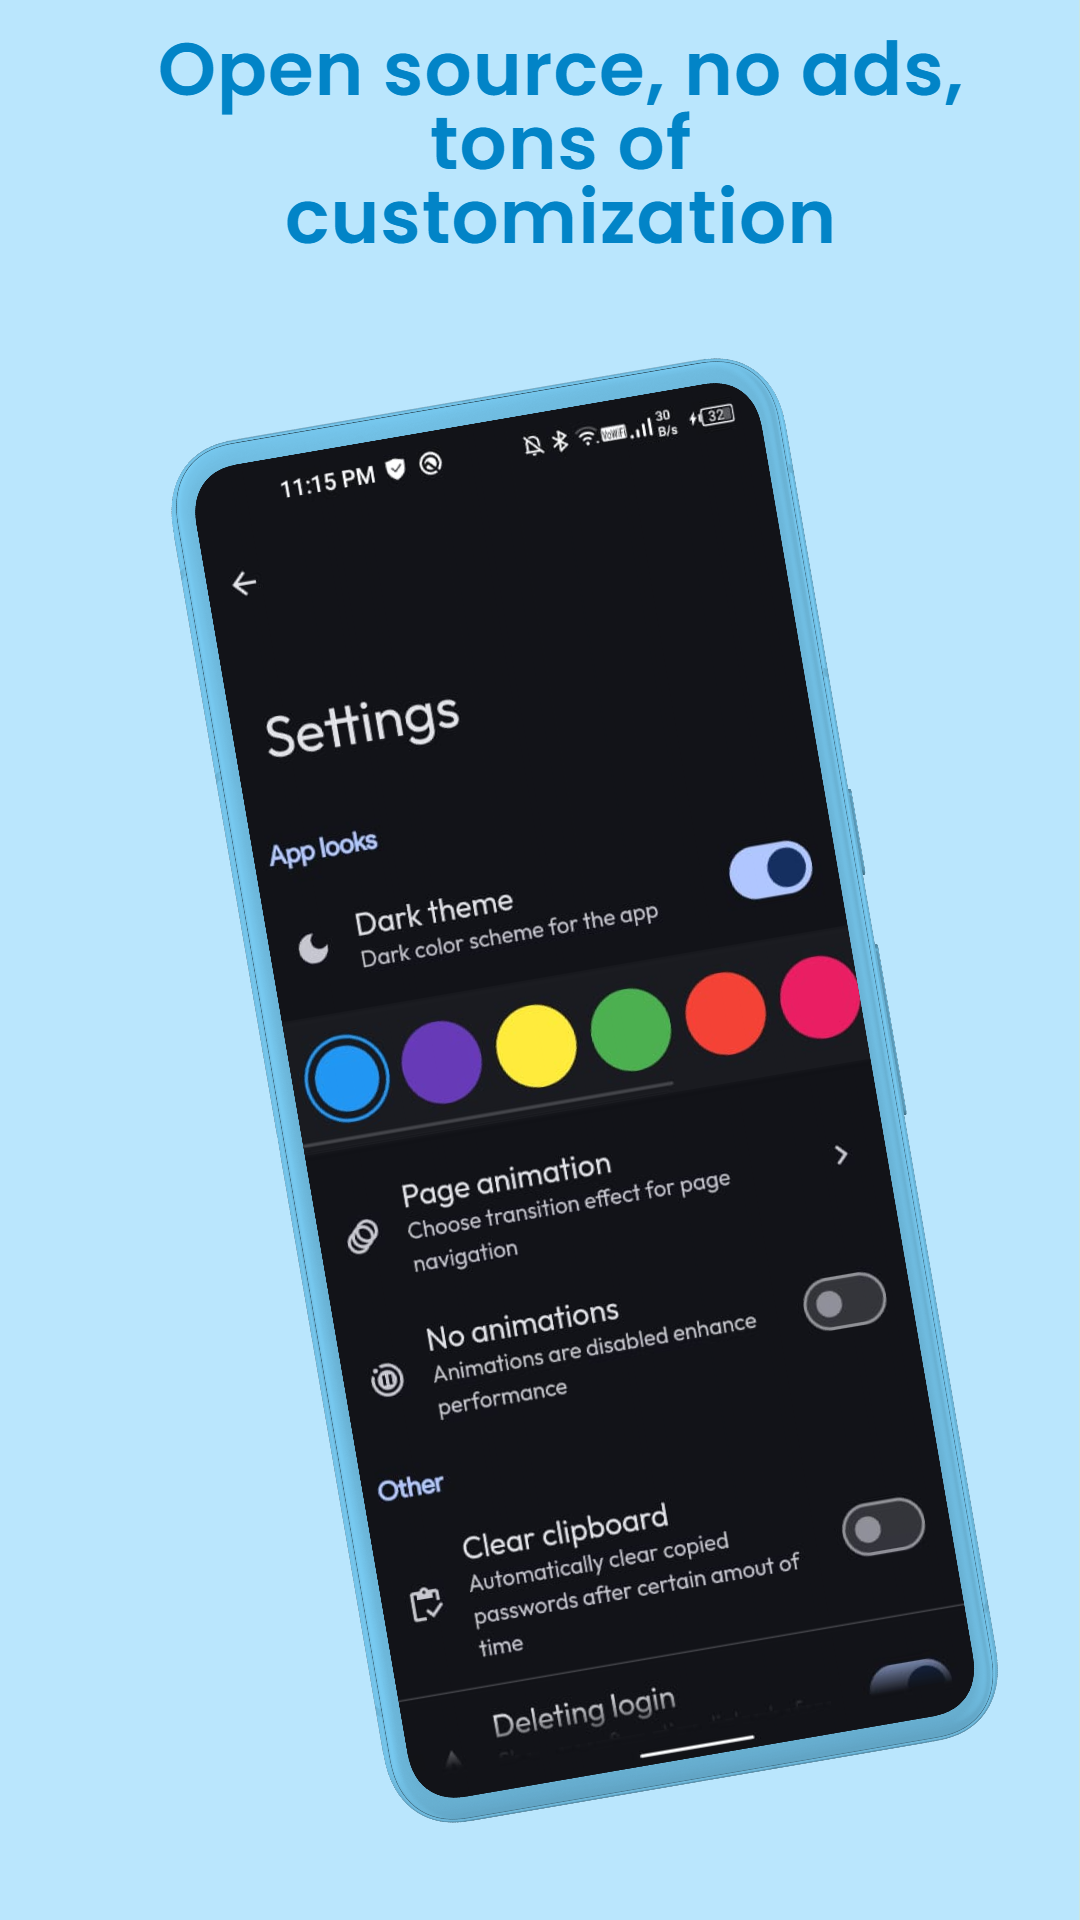 Open source, no ads,
tons of
customization
11:15 PM
VoWiFi
30
B/s
32
Settings
App looks
Dark theme
Dark color scheme for the app
Page animation
Choose transition effect for page
navigation
No animations
Animations are disabled enhance
performance
Other
Clear clipboard
Automatically clear copied
passwords after certain amout of
time
Deleting login